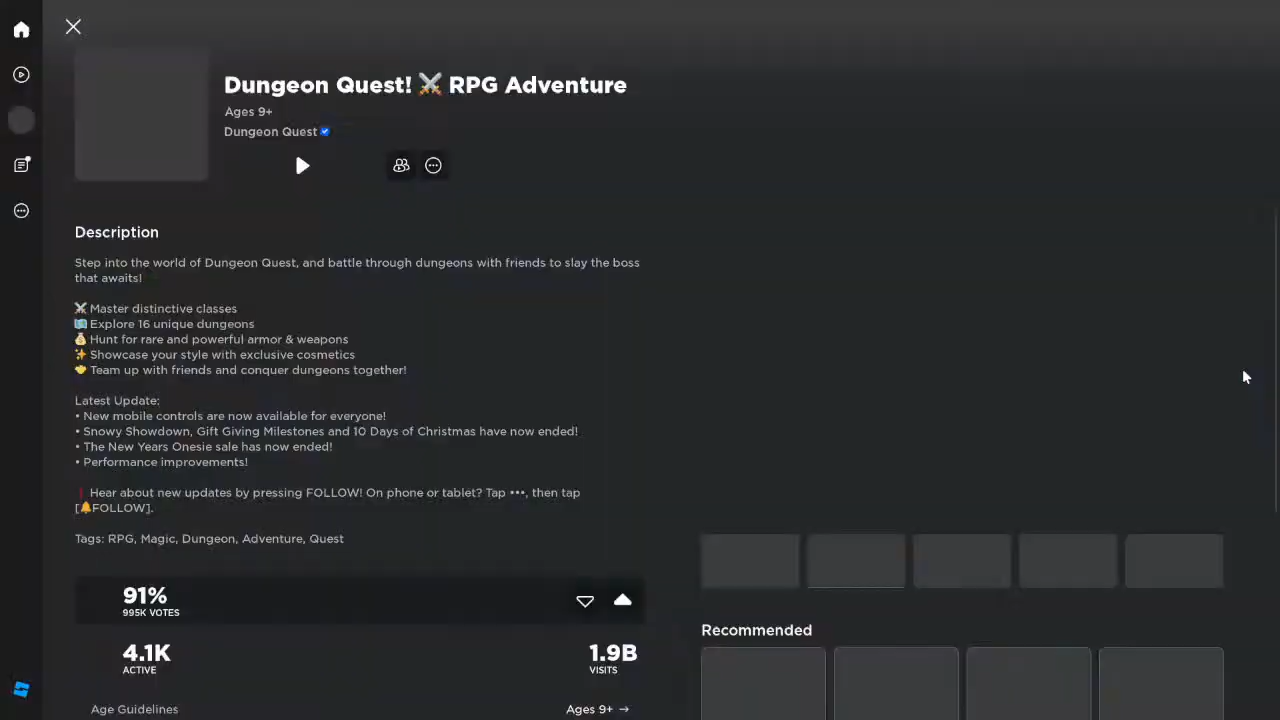 Dungeon Quest! ⚔️ RPG Adventure
Ages 9+
Dungeon Quest
Description
Step into the world of Dungeon Quest, and battle through dungeons with friends to slay the boss
that awaits!
⚔️ Master distinctive classes
🗺️ Explore 16 unique dungeons
💰 Hunt for rare and powerful armor & weapons
✨ Showcase your style with exclusive cosmetics
🤝 Team up with friends and conquer dungeons together!
Latest Update:
• New mobile controls are now available for everyone!
• Snowy Showdown, Gift Giving Milestones and 10 Days of Christmas have now ended!
• The New Years Onesie sale has now ended!
• Performance improvements!
❗ Hear about new updates by pressing FOLLOW! On phone or tablet? Tap •••, then tap
[🔔FOLLOW].
Tags: RPG, Magic, Dungeon, Adventure, Quest
91%
995K VOTES
4.1K
ACTIVE
1.9B
VISITS
Age Guidelines
Ages 9+ →
Recommended